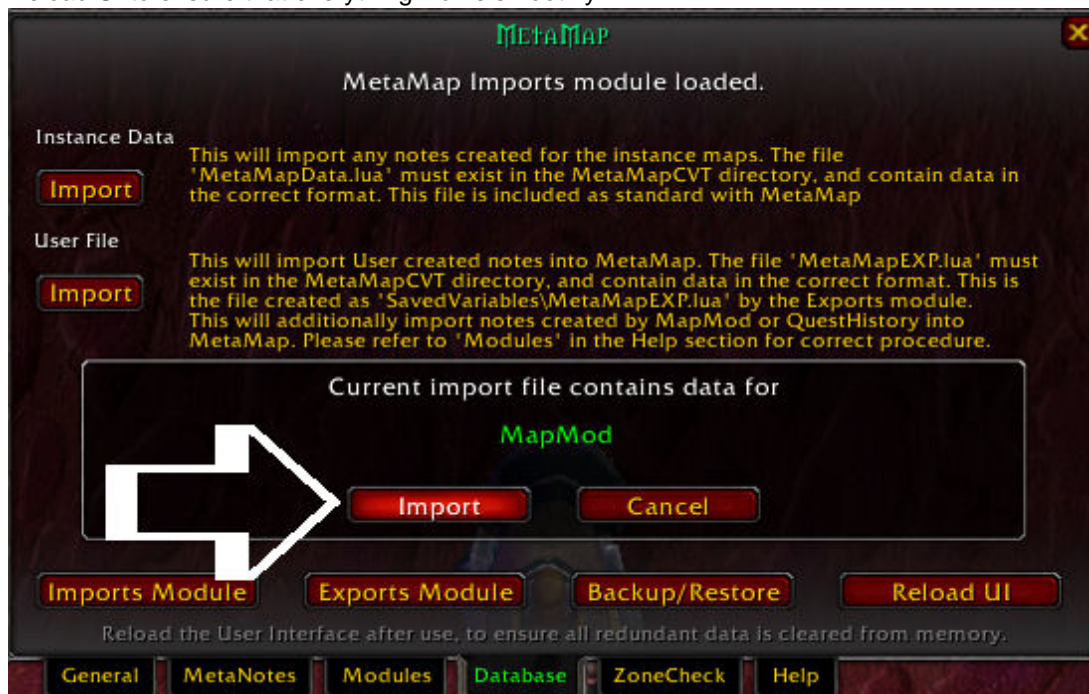 MetaMap
MetaMap Imports module loaded.
Instance Data
Import
This will import any notes created for the instance maps. The file
'MetaMapData.lua' must exist in the MetaMapCVT directory, and contain data in
the correct format. This file is included as standard with MetaMap
User File
Import
This will import User created notes into MetaMap. The file 'MetaMapEXP.lua' must
exist in the MetaMapCVT directory, and contain data in the correct format. This is
the file created as 'SavedVariables\MetaMapEXP.lua' by the Exports module.
This will additionally import notes created by MapMod or QuestHistory into
MetaMap. Please refer to 'Modules' in the Help section for correct procedure.
Current import file contains data for
MapMod
Import Cancel
Imports Module Exports Module Backup/Restore Reload UI
Reload the User Interface after use, to ensure all redundant data is cleared from memory.
General MetaNotes Modules Database ZoneCheck Help